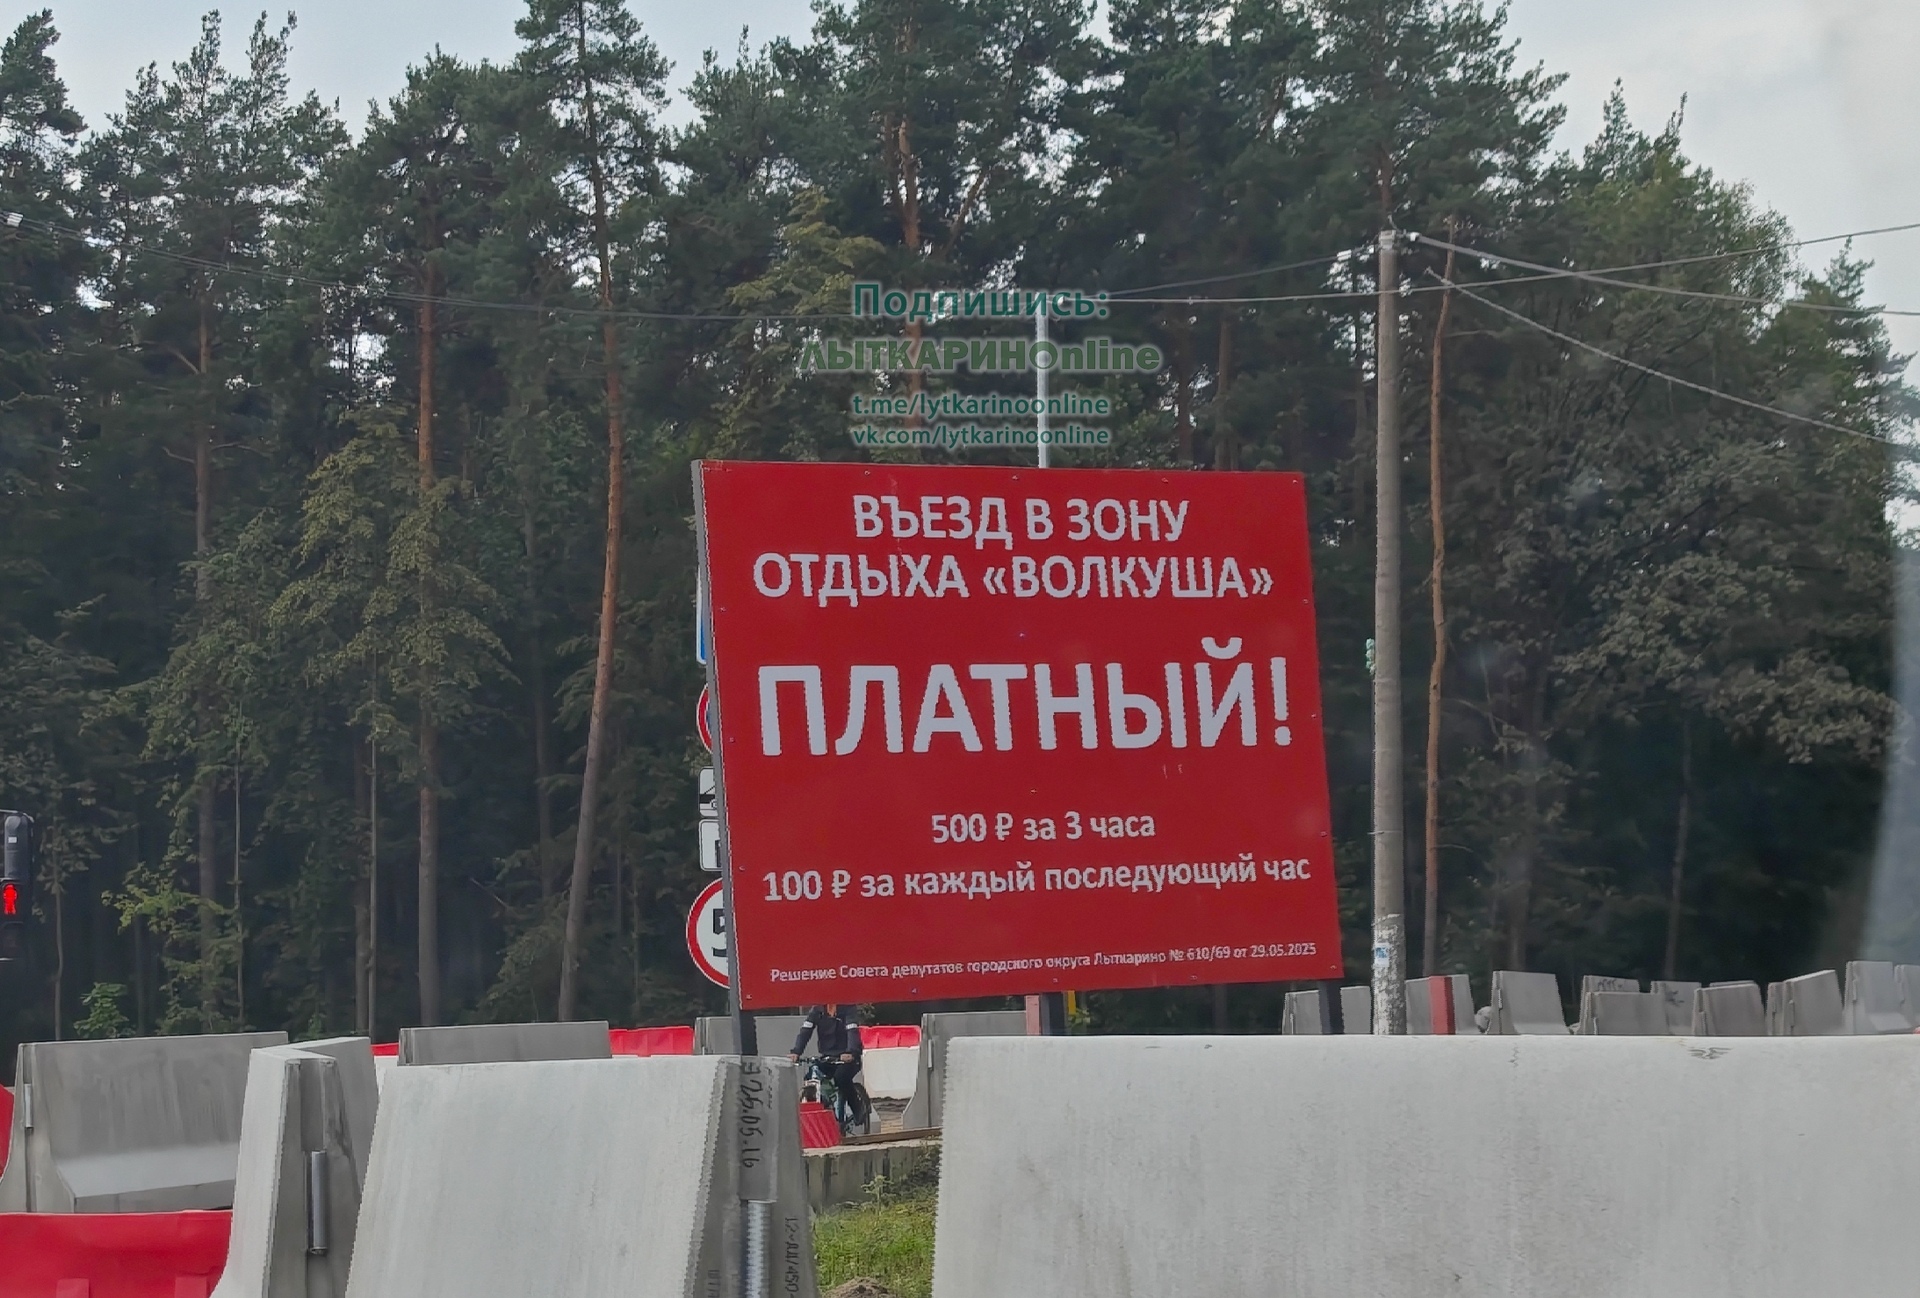 Подпишись:
ЛЫТКАРИНОnline
t.me/lytkarinoonline
vk.com/lytkarinoonline
ВЪЕЗД В ЗОНУ
ОТДЫХА «ВОЛКУША»
ПЛАТНЫЙ!
500 ₽ за 3 часа
100 ₽ за каждый последующий час
Решение Совета депутатов городского округа Лыткарино № 610/69 от 29.05.2025